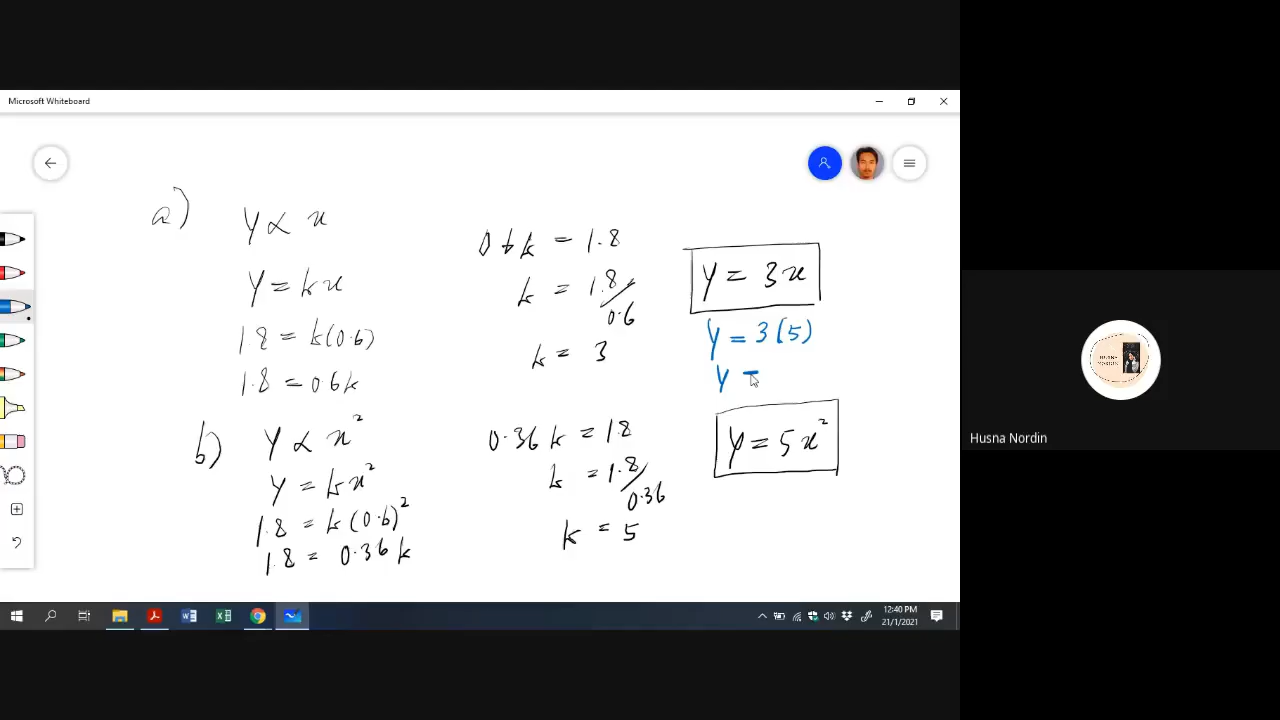 Microsoft Whiteboard
a)
y ∝ x
y = kx
1.8 = k(0.6)
1.8 = 0.6k
0.6k = 1.8
k = 1.8/0.6
k = 3
y = 3x
y = 3(5)
y =
b)
y ∝ x²
y = kx²
1.8 = k(0.6)²
1.8 = 0.36k
0.36k = 1.8
k = 1.8/0.36
k = 5
y = 5x²
Husna Nordin
12:40 PM
21/1/2021